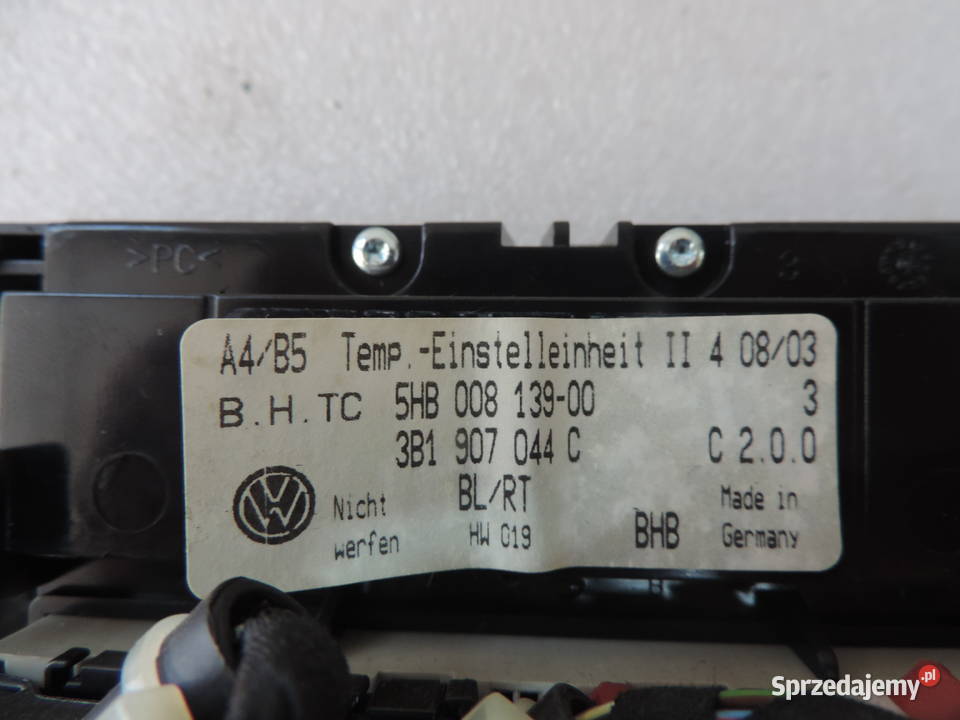 >PC<
A4/B5 Temp.-Einstelleinheit II 4 08/03
B.H.TC 5HB 008 139-00 3
3B1 907 044 C C 2.0.0
BL/RT
Nicht werfen
HW 019
BHB
Made in Germany
Sprzedajemy.pl